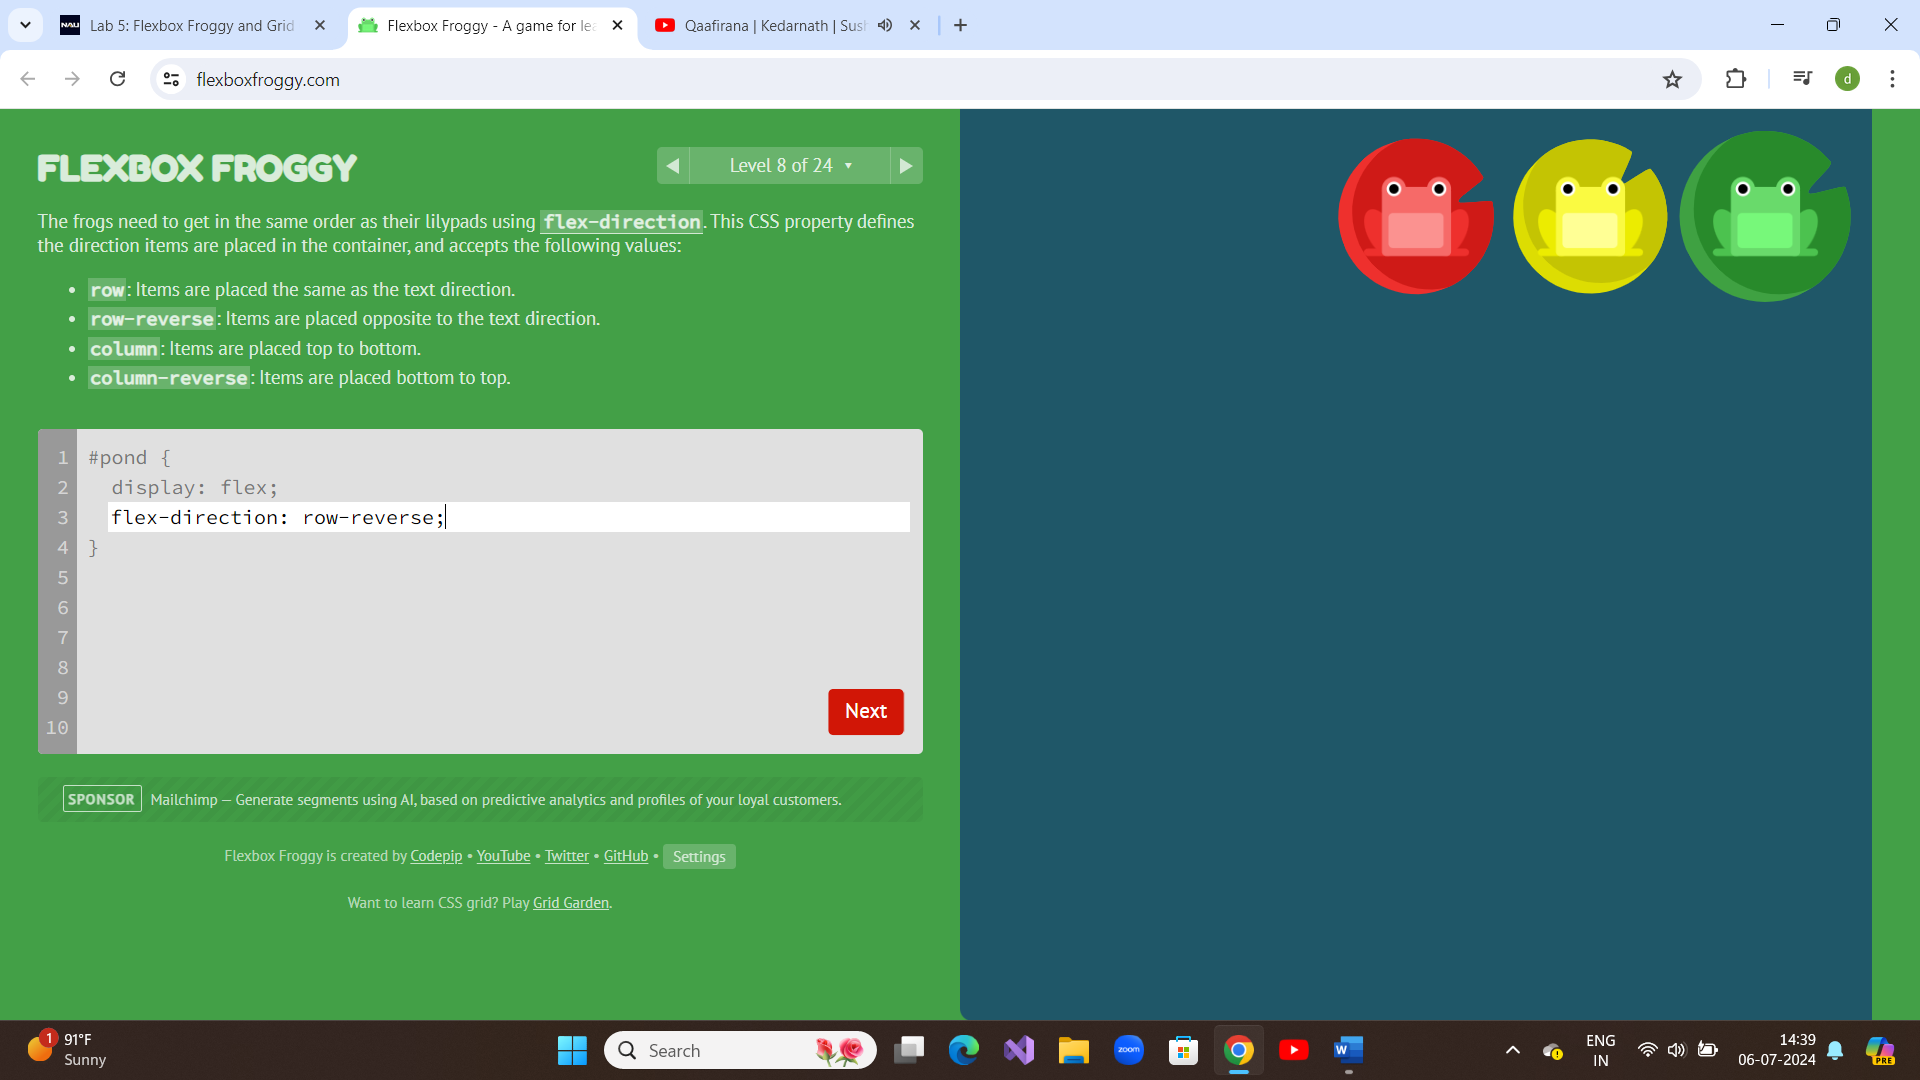 NAU Lab 5: Flexbox Froggy and Grid
Flexbox Froggy - A game for lea
Qaafirana | Kedarnath | Sush
flexboxfroggy.com
d
FLEXBOX FROGGY
Level 8 of 24
The frogs need to get in the same order as their lilypads using flex-direction. This CSS property defines
the direction items are placed in the container, and accepts the following values:
• row: Items are placed the same as the text direction.
• row-reverse: Items are placed opposite to the text direction.
• column: Items are placed top to bottom.
• column-reverse: Items are placed bottom to top.
1 #pond {
2 display: flex;
3 flex-direction: row-reverse;
4 }
5
6
7
8
9
10
Next
SPONSOR Mailchimp — Generate segments using AI, based on predictive analytics and profiles of your loyal customers.
Flexbox Froggy is created by Codepip • YouTube • Twitter • GitHub • Settings
Want to learn CSS grid? Play Grid Garden.
1
91°F
Sunny
Search
zoom
W
ENG
IN
14:39
06-07-2024
PRE